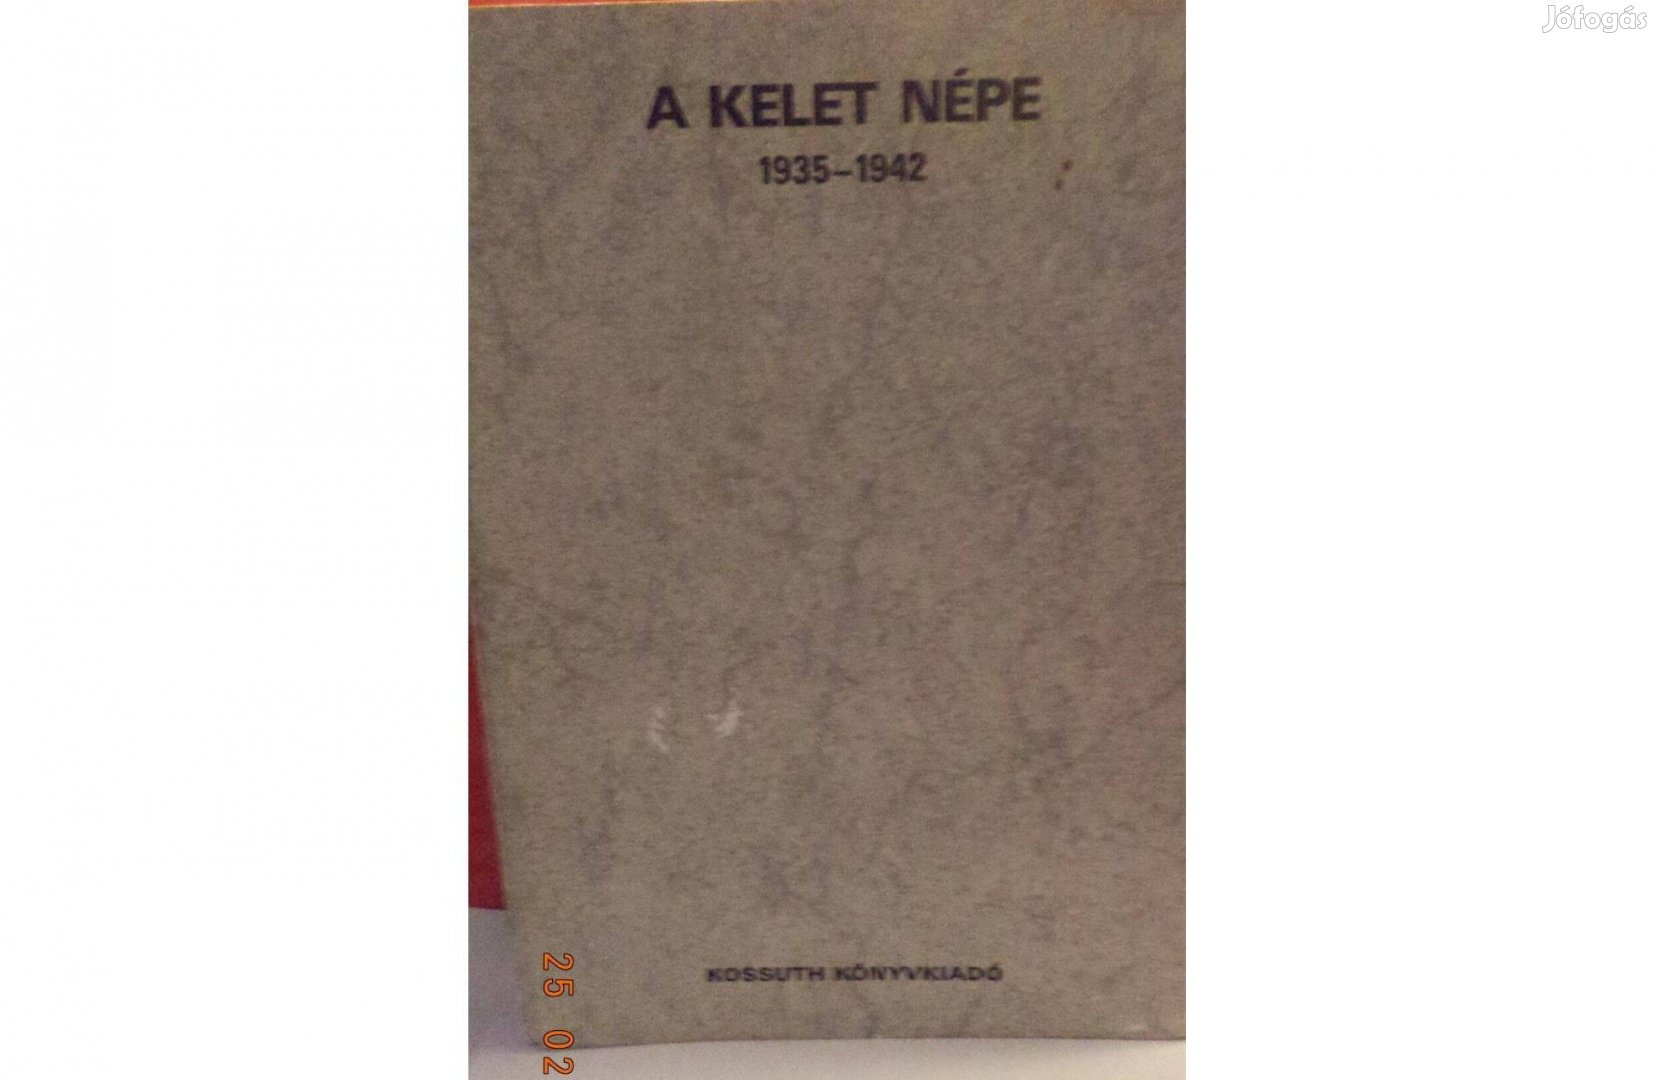 Jófogás
A KELET NÉPE
1935–1942
KOSSUTH KÖNYVKIADÓ
25 02